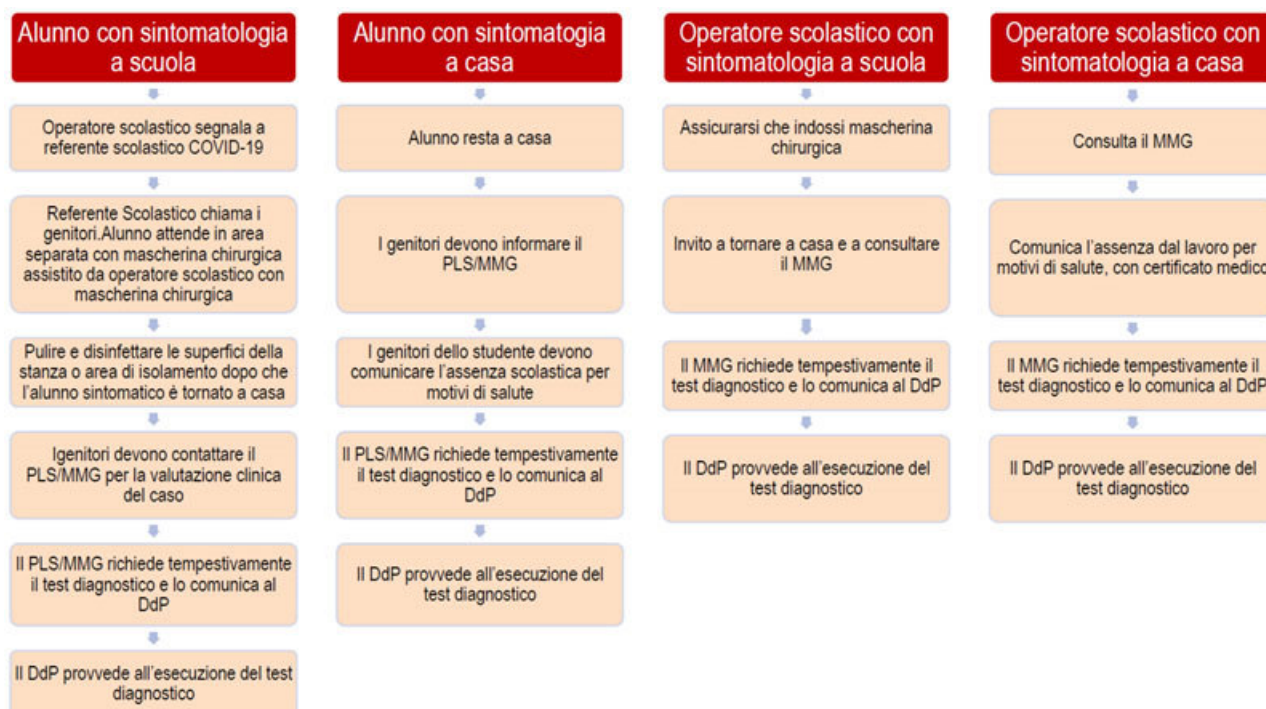 Alunno con sintomatologia
a scuola
Operatore scolastico segnala a
referente scolastico COVID-19
Referente Scolastico chiama i
genitori.Alunno attende in area
separata con mascherina chirurgica
assistito da operatore scolastico con
mascherina chirurgica
Pulire e disinfettare le superfici della
stanza o area di isolamento dopo che
l'alunno sintomatico è tornato a casa
Igenitori devono contattare il
PLS/MMG per la valutazione clinica
del caso
Il PLS/MMG richiede tempestivamente
il test diagnostico e lo comunica al
DdP
Il DdP provvede all'esecuzione del test
diagnostico
Alunno con sintomatogia
a casa
Alunno resta a casa
I genitori devono informare il
PLS/MMG
I genitori dello studente devono
comunicare l'assenza scolastica per
motivi di salute
Il PLS/MMG richiede tempestivamente
il test diagnostico e lo comunica al
DdP
Il DdP provvede all'esecuzione del
test diagnostico
Operatore scolastico con
sintomatologia a scuola
Assicurarsi che indossi mascherina
chirurgica
Invito a tornare a casa e a consultare
il MMG
Il MMG richiede tempestivamente il
test diagnostico e lo comunica al DdP
Il DdP provvede all'esecuzione del
test diagnostico
Operatore scolastico con
sintomatologia a casa
Consulta il MMG
Comunica l'assenza dal lavoro per
motivi di salute, con certificato medico
Il MMG richiede tempestivamente il
test diagnostico e lo comunica al DdP
Il DdP provvede all'esecuzione del
test diagnostico